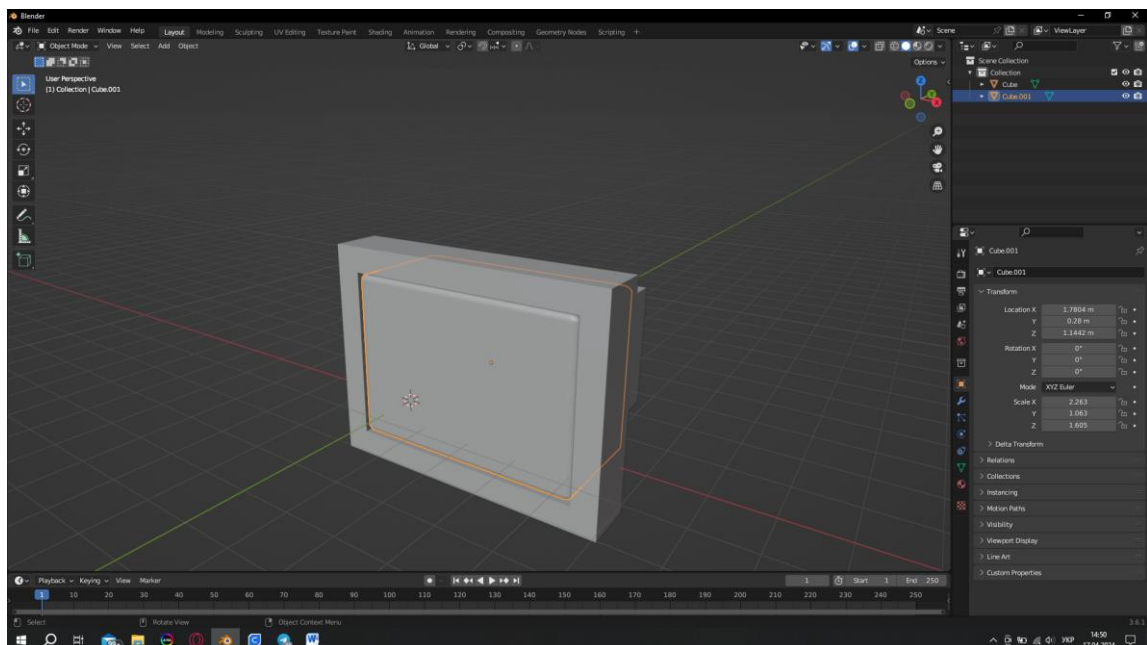 Blender
File Edit Render Window Help Layout Modeling Sculpting UV Editing Texture Paint Shading Animation Rendering Compositing Geometry Nodes Scripting + Scene ViewLayer
Object Mode View Select Add Object Global
Options
User Perspective
(1) Collection | Cube.001
Scene Collection
Collection
Cube
Cube.001
Cube.001
Cube.001
Transform
Location X 1.7804 m
Y 0.28 m
Z 1.1442 m
Rotation X 0°
Y 0°
Z 0°
Mode XYZ Euler
Scale X 2.263
Y 1.063
Z 1.605
Delta Transform
Relations
Collections
Instancing
Motion Paths
Visibility
Viewport Display
Line Art
Custom Properties
Playback Keying View Marker 1 Start 1 End 250
1 10 20 30 40 50 60 70 80 90 100 110 120 130 140 150 160 170 180 190 200 210 220 230 240 250
Select Rotate View Object Context Menu 3.6.1
УКР 14:50
17.04.2024